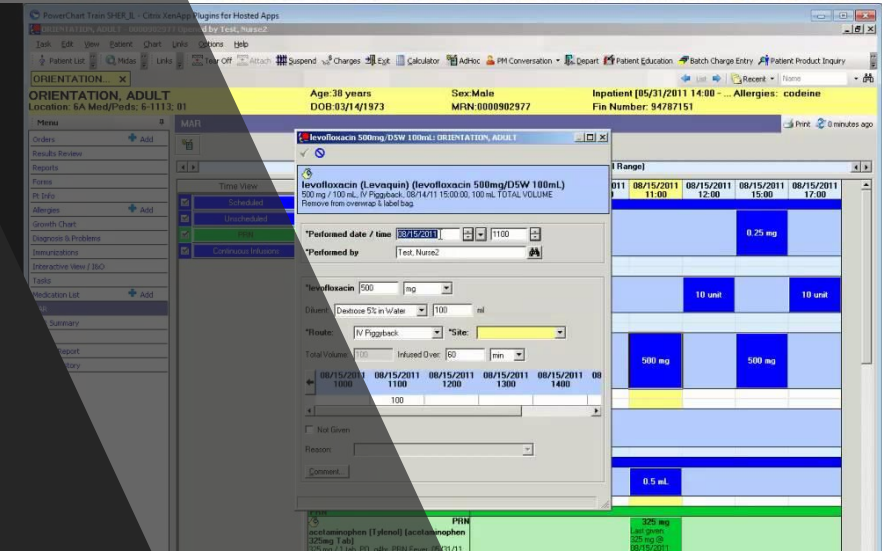 PowerChart Train SHER_IL - Citrix XenApp Plugins for Hosted Apps
ORIENTATION, ADULT - 0000902977 Opened by Test, Nurse2
Task Edit View Patient Chart Links Options Help
Patient List Midas Links Tear Off Attach Suspend Charges Exit Calculator AdHoc PM Conversation Depart Patient Education Batch Charge Entry Patient Product Inquiry
ORIENTATION... List Recent Name
ORIENTATION, ADULT Age:38 years Sex:Male Inpatient [05/31/2011 14:00 - ... Allergies: codeine
Location: 6A Med/Peds; 6-1113; 01 DOB:03/14/1973 MRN:0000902977 Fin Number: 94787151
Menu MAR Print 0 minutes ago
Orders Add
Results Review
Reports
Forms
Pt Info
Allergies Add
Growth Chart
Diagnosis & Problems
Immunizations
Interactive View / I&O
Tasks
Medication List Add
Summary
Report
Time View
Scheduled
Unscheduled
PRN
Continuous Infusions
levofloxacin 500mg/D5W 100mL: ORIENTATION, ADULT
levofloxacin (Levaquin) (levofloxacin 500mg/D5W 100mL)
500 mg / 100 mL, IV Piggyback, 08/14/11 15:00:00, 100 mL TOTAL VOLUME
Remove from overwrap & label bag.
*Performed date / time 08/15/2011 1100
*Performed by Test, Nurse2
*levofloxacin 500 mg
Diluent: Dextrose 5% in Water 100 ml
*Route: IV Piggyback *Site:
Total Volume: 100 Infused Over: 60 min
08/15/2011 1000 08/15/2011 1100 08/15/2011 1200 08/15/2011 1300 08/15/2011 1400 08
100
Not Given
Reason:
Comment...
l Range]
08/15/2011 11:00 08/15/2011 12:00 08/15/2011 15:00 08/15/2011 17:00
0.25 mg
10 unit 10 unit
500 mg 500 mg
0.5 mL
PRN
PRN 325 mg
acetaminophen (Tylenol) (acetaminophen 325mg Tab)
Last given
325 mg @
08/15/2011